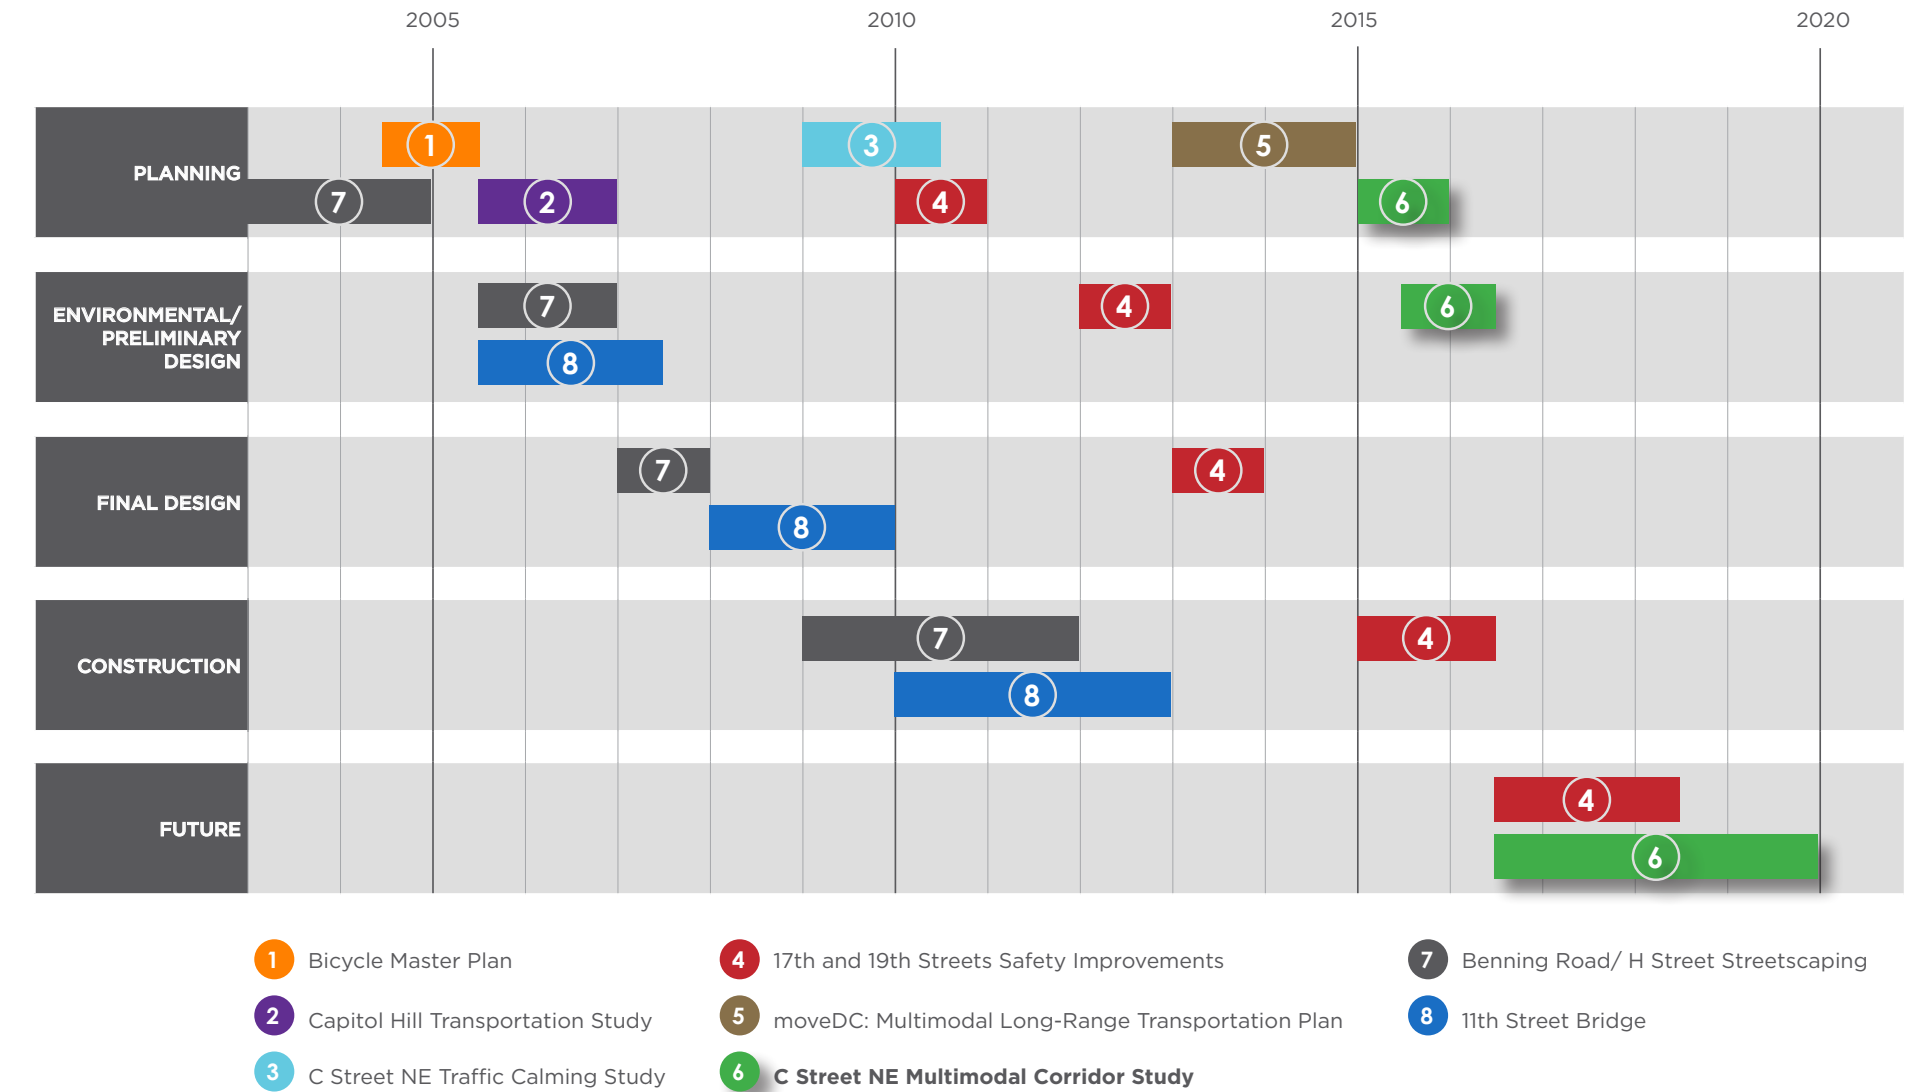 2005 2010 2015 2020
1 3 5
PLANNING
7 2 4 6
7 4 6
ENVIRONMENTAL/
PRELIMINARY
DESIGN
8
7 4
FINAL DESIGN
8
7 4
CONSTRUCTION
8
4
FUTURE
6
1 Bicycle Master Plan
2 Capitol Hill Transportation Study
3 C Street NE Traffic Calming Study
4 17th and 19th Streets Safety Improvements
5 moveDC: Multimodal Long-Range Transportation Plan
6 C Street NE Multimodal Corridor Study
7 Benning Road/ H Street Streetscaping
8 11th Street Bridge